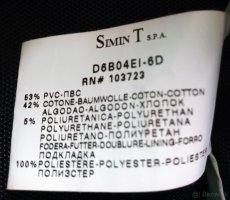 SIMIN T S.P.A.
D6B04EI-6D
RN# 103723
53% PVC-ПВС
42% COTONE-BAUMWOLLE-COTON-COTTON
ALGODAO-ALGODON-ХЛОПОК
5% POLIURETANICA-POLYURETHANE
POLYURETHANE-POLIURETANO
POLIURETANO-ПОЛИУРЕТАН
FODERA-FUTTER-DOUBLURE-LINING-FORRO
ПОДКЛАДКА
100% POLIESTERE-POLYESTER-POLIESTER
ПОЛИЭСТЕР